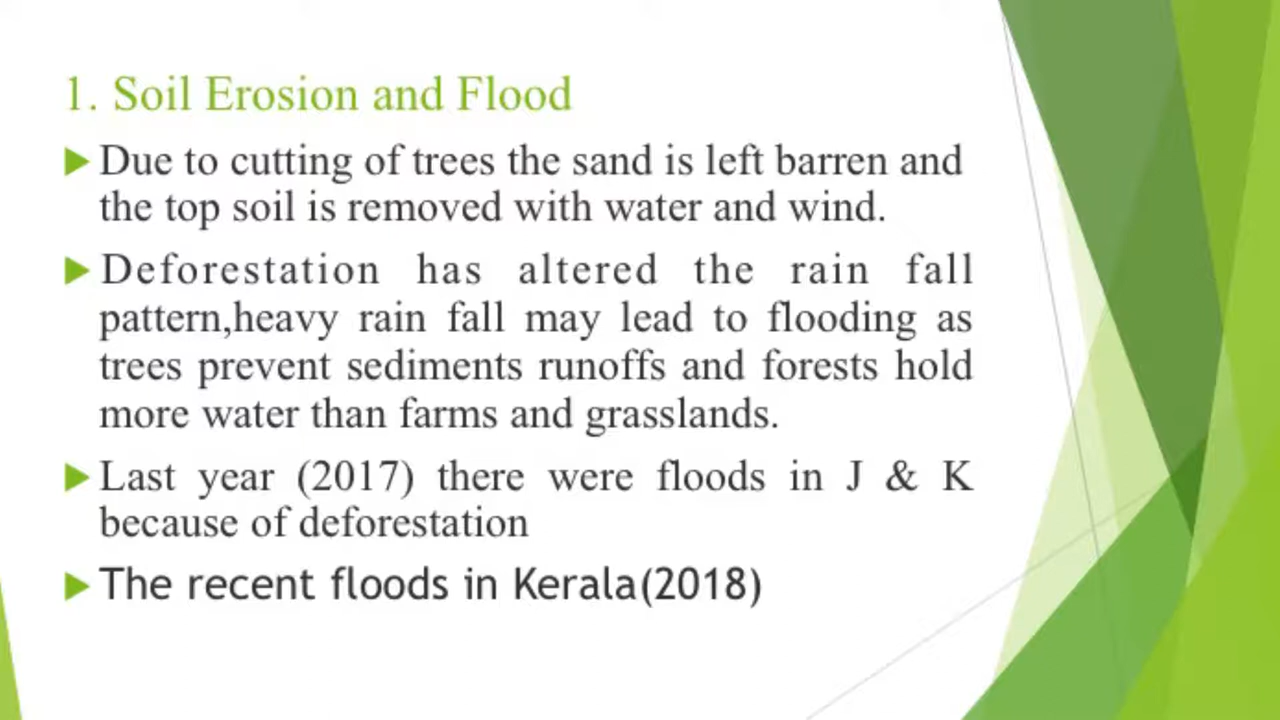 1. Soil Erosion and Flood
Due to cutting of trees the sand is left barren and
the top soil is removed with water and wind.
Deforestation has altered the rain fall
pattern,heavy rain fall may lead to flooding as
trees prevent sediments runoffs and forests hold
more water than farms and grasslands.
Last year (2017) there were floods in J & K
because of deforestation
The recent floods in Kerala(2018)